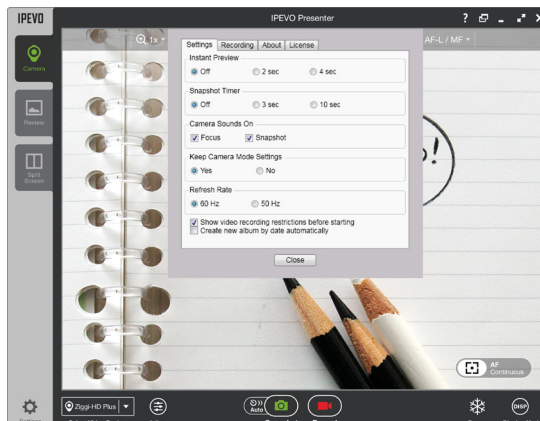 IPEVO
IPEVO Presenter
?
Camera
Review
Split
Screen
1x
AF-L / MF
Settings Recording About License
Instant Preview
Off 2 sec 4 sec
Snapshot Timer
Off 3 sec 10 sec
Camera Sounds On
Focus Snapshot
Keep Camera Mode Settings
Yes No
Refresh Rate
60 Hz 50 Hz
Show video recording restrictions before starting
Create new album by date automatically
Close
!
AF
Continuous
Ziggi-HD Plus
Auto
DISP